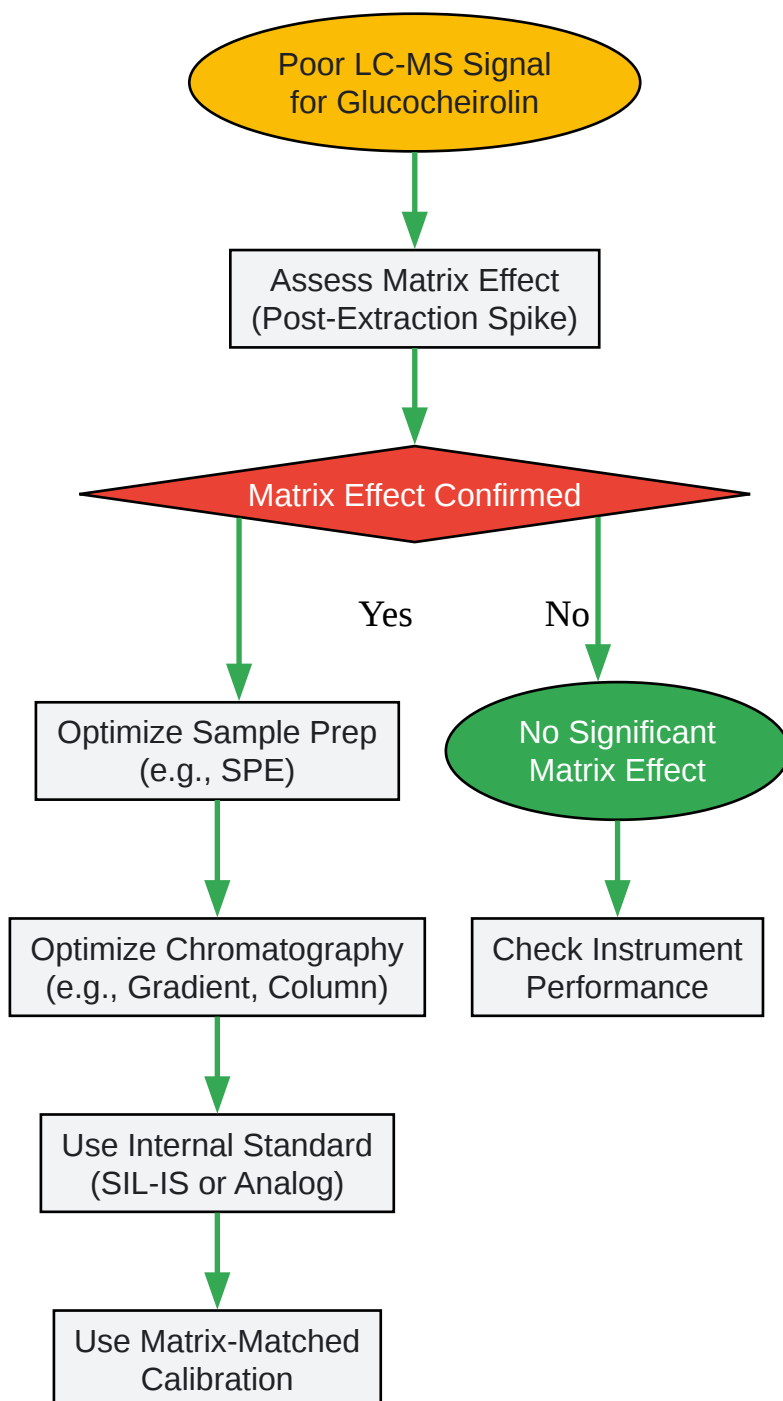 Poor LC-MS Signal
for Glucocheirolin
Assess Matrix Effect
(Post-Extraction Spike)
Matrix Effect Confirmed
Yes
No
Optimize Sample Prep
(e.g., SPE)
No Significant
Matrix Effect
Optimize Chromatography
(e.g., Gradient, Column)
Check Instrument
Performance
Use Internal Standard
(SIL-IS or Analog)
Use Matrix-Matched
Calibration